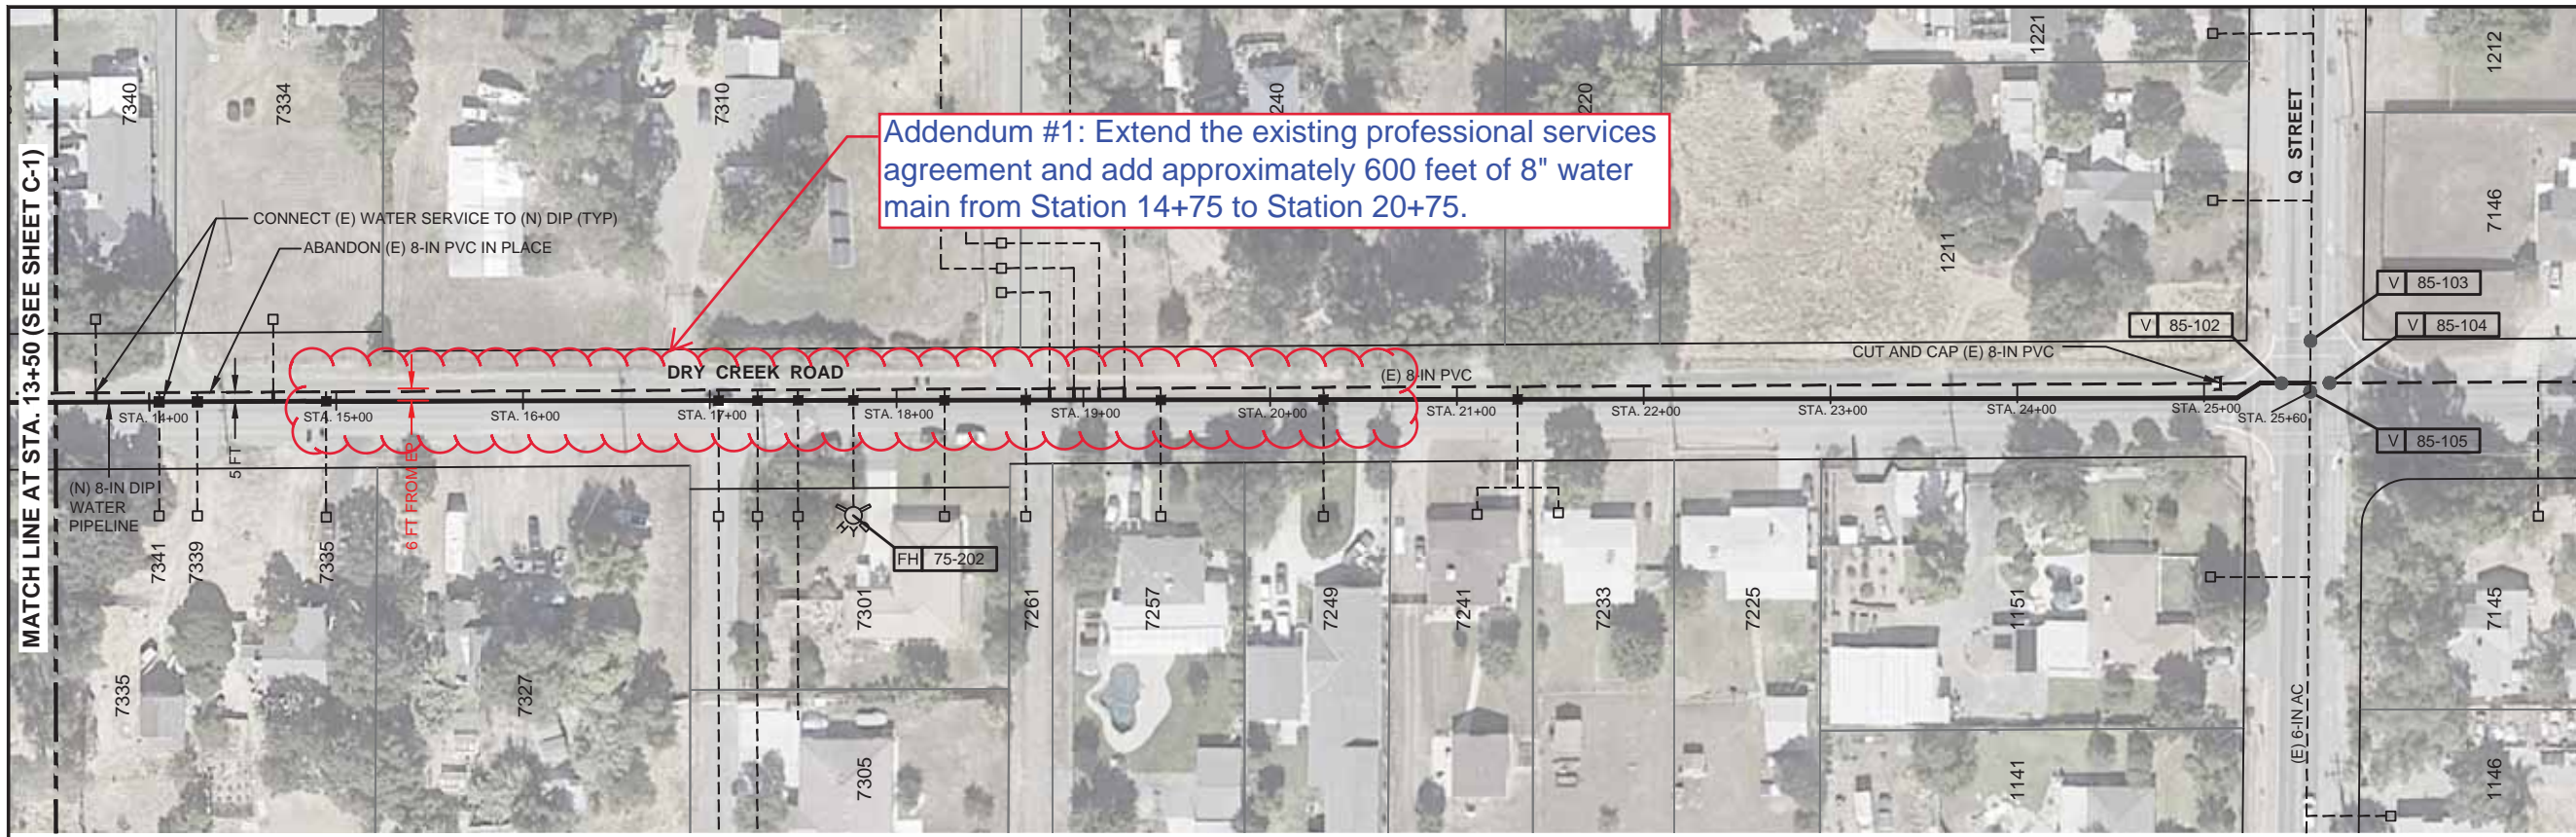 MATCH LINE AT STA. 13+50 (SEE SHEET C-1)
7340
7334
7310
240
220
1221
1212
Addendum #1: Extend the existing professional services
agreement and add approximately 600 feet of 8" water
main from Station 14+75 to Station 20+75.
Q STREET
7146
1211
CONNECT (E) WATER SERVICE TO (N) DIP (TYP)
ABANDON (E) 8-IN PVC IN PLACE
V 85-103
V 85-102
V 85-104
CUT AND CAP (E) 8-IN PVC
DRY CREEK ROAD
(E) 8-IN PVC
STA. 14+00
STA. 15+00
STA. 16+00
STA. 17+00
STA. 18+00
STA. 19+00
STA. 20+00
STA. 21+00
STA. 22+00
STA. 23+00
STA. 24+00
STA. 25+00
STA. 25+60
V 85-105
5 FT
6 FT FROM EP
(N) 8-IN DIP
WATER
PIPELINE
FH 75-202
7341
7339
7335
7301
7261
7257
7249
7241
7233
7225
1151
7145
7335
7327
7305
1141
(E) 6-IN AC
1146